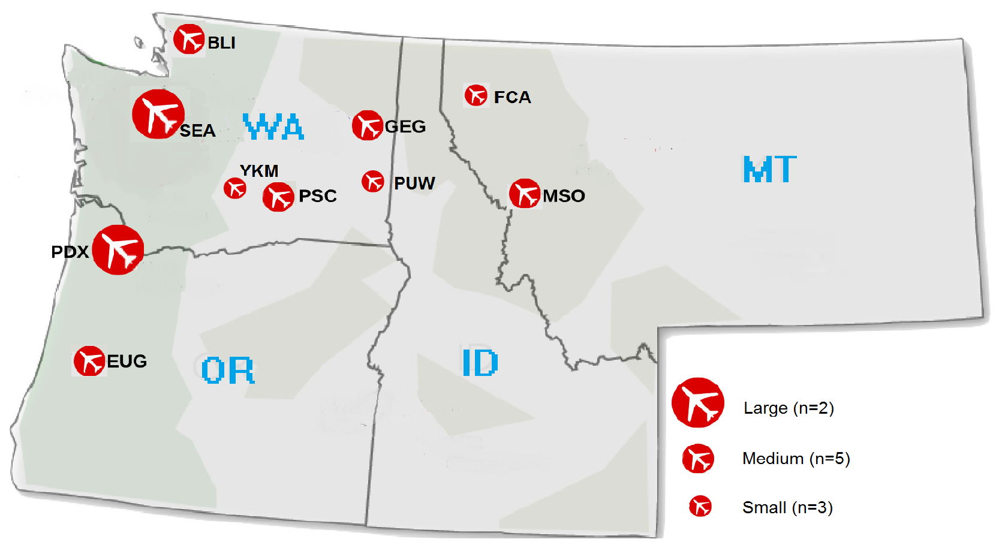 BLI
FCA
SEA
WA
GEG
MT
YKM
PUW
PSC
MSO
PDX
EUG
OR
ID
Large (n=2)
Medium (n=5)
Small (n=3)